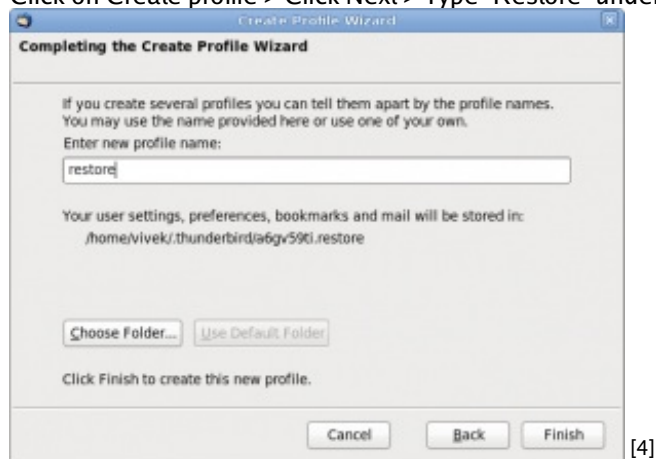 Click on Create profile > Click Next > Type "Restore" unde
Create Profile Wizard
Completing the Create Profile Wizard
If you create several profiles you can tell them apart by the profile names.
You may use the name provided here or use one of your own.
Enter new profile name:
restore
Your user settings, preferences, bookmarks and mail will be stored in:
/home/vivek/.thunderbird/a6gv59ti.restore
Choose Folder...
Use Default Folder
Click Finish to create this new profile.
Cancel
Back
Finish
[4]